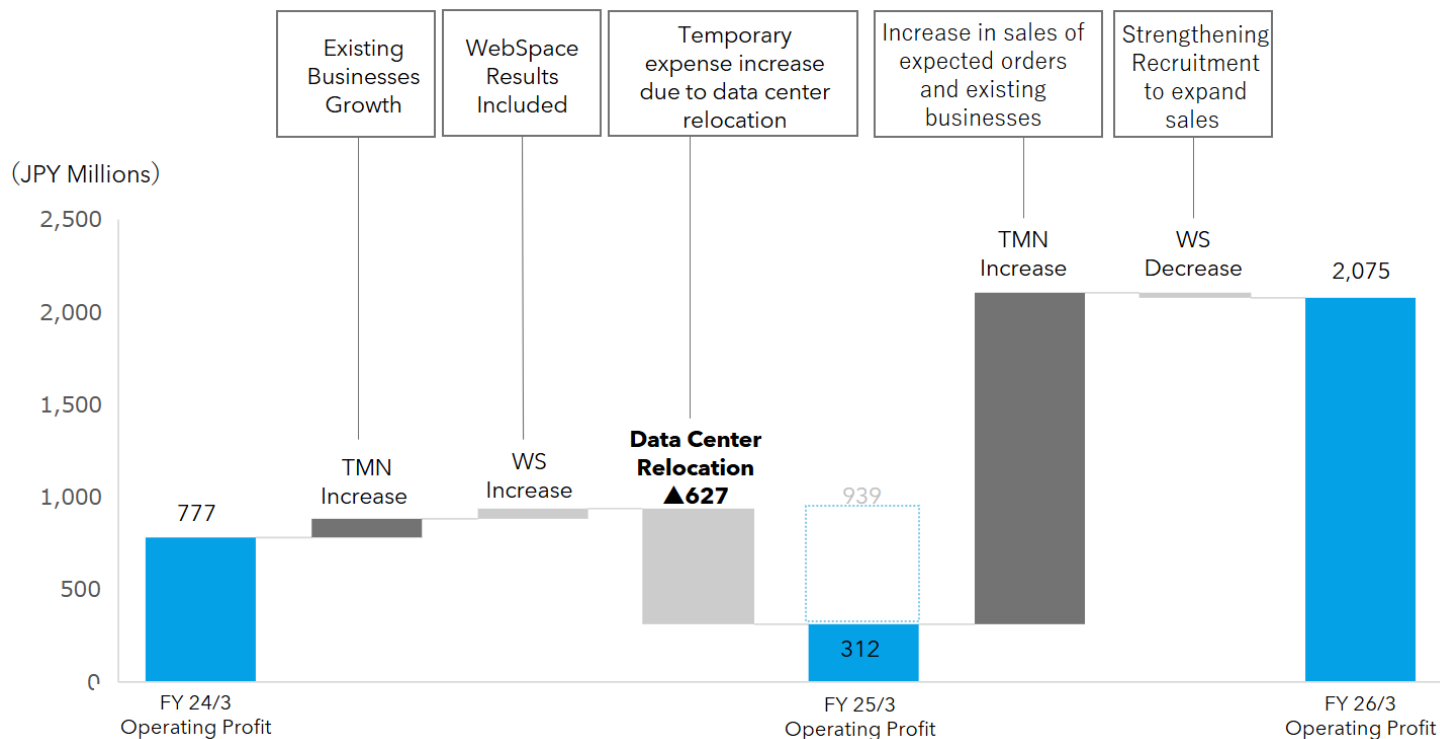 Existing
Businesses
Growth
WebSpace
Results
Included
Temporary
expense increase
due to data center
relocation
Increase in sales of
expected orders
and existing
businesses
Strengthening
Recruitment
to expand
sales
(JPY Millions)
2,500
2,000
1,500
1,000
500
0
777
TMN
Increase
WS
Increase
Data Center
Relocation
▲627
939
312
TMN
Increase
WS
Decrease
2,075
FY 24/3
Operating Profit
FY 25/3
Operating Profit
FY 26/3
Operating Profit